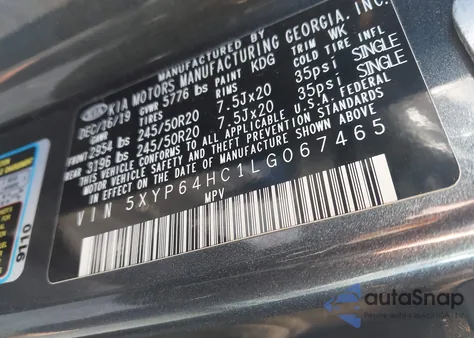 MANUFACTURED BY
KIA KIA MOTORS MANUFACTURING GEORGIA, INC.
DEC/16/19 GVWR 5776 lbs PAINT KDG TRIM WK
GAWR TIRES RIMS COLD TIRE INFL
FRONT 2954 lbs 245/50R20 7.5Jx20 35psi SINGLE
REAR 3196 lbs 245/50R20 7.5Jx20 35psi SINGLE
THIS VEHICLE CONFORMS TO ALL APPLICABLE U.S.A. FEDERAL
MOTOR VEHICLE SAFETY AND THEFT PREVENTION STANDARDS
IN EFFECT ON THE DATE OF MANUFACTURE SHOWN ABOVE.
VIN 5XYP64HC1LG067465
MPV
9110
autoSnap